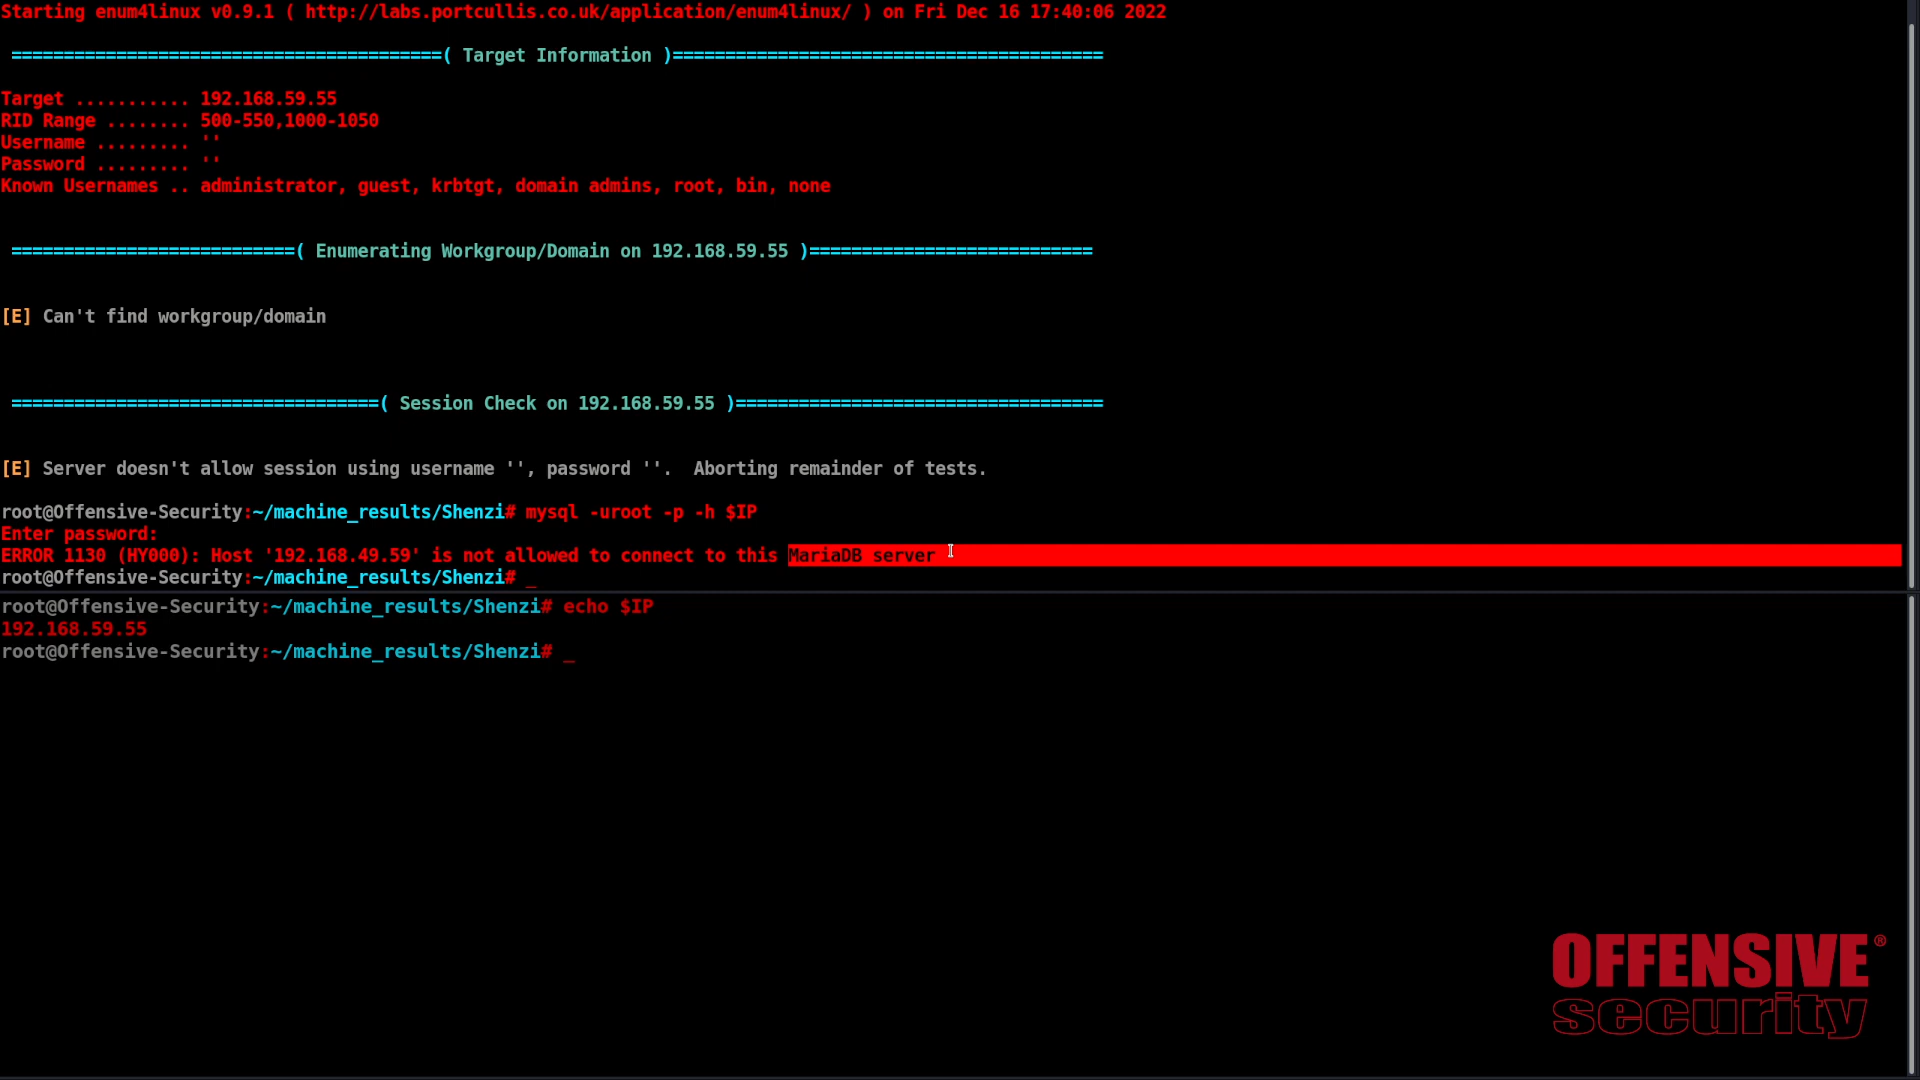 Starting enum4linux v0.9.1 ( http://labs.portcullis.co.uk/application/enum4linux/ ) on Fri Dec 16 17:40:06 2022
=========================================( Target Information )=========================================
Target ........... 192.168.59.55
RID Range ........ 500-550,1000-1050
Username ......... ''
Password ......... ''
Known Usernames .. administrator, guest, krbtgt, domain admins, root, bin, none
===========================( Enumerating Workgroup/Domain on 192.168.59.55 )===========================
[E] Can't find workgroup/domain
===================================( Session Check on 192.168.59.55 )===================================
[E] Server doesn't allow session using username '', password ''.  Aborting remainder of tests.
root@Offensive-Security:~/machine_results/Shenzi# mysql -uroot -p -h $IP
Enter password:
ERROR 1130 (HY000): Host '192.168.49.59' is not allowed to connect to this MariaDB server
root@Offensive-Security:~/machine_results/Shenzi# _
root@Offensive-Security:~/machine_results/Shenzi# echo $IP
192.168.59.55
root@Offensive-Security:~/machine_results/Shenzi# _
OFFENSIVE®
security